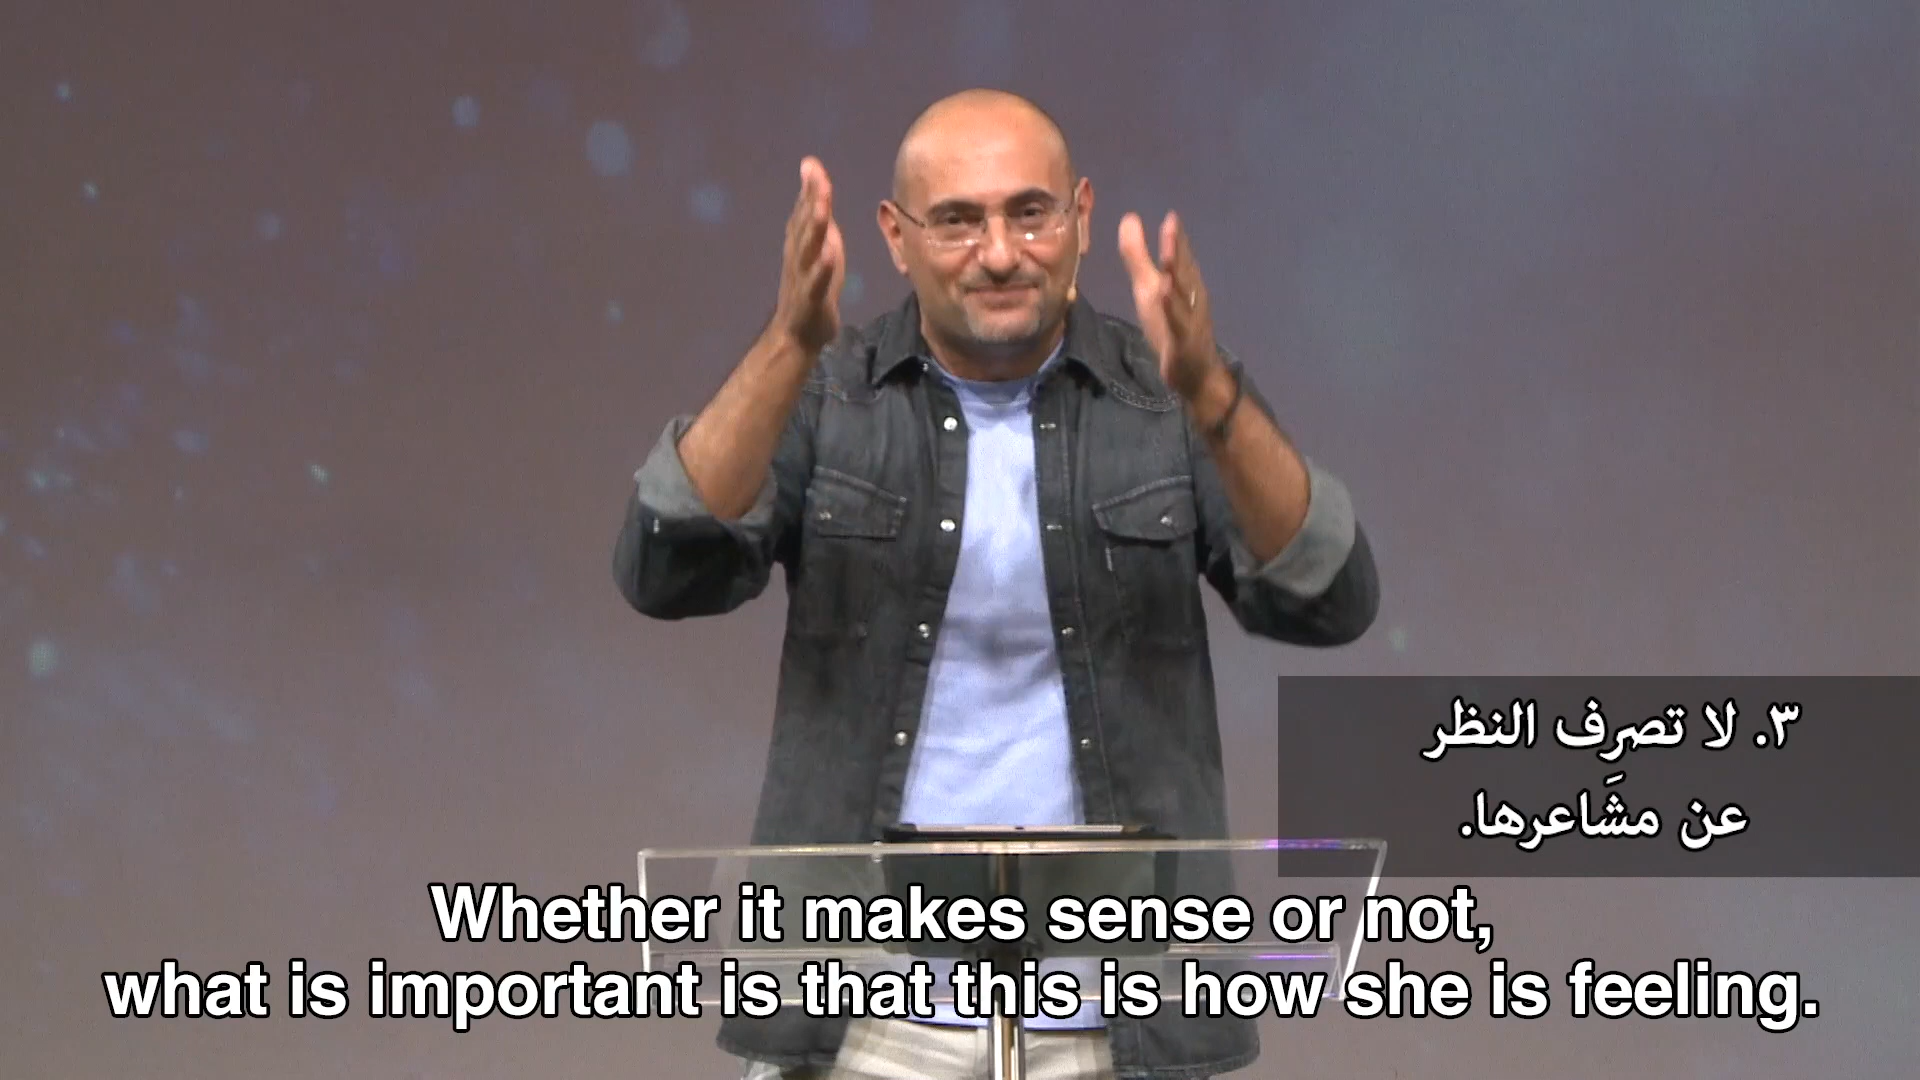 ٣. لا تصرِف النظر
عن مشَاعرها.
Whether it makes sense or not,
what is important is that this is how she is feeling.